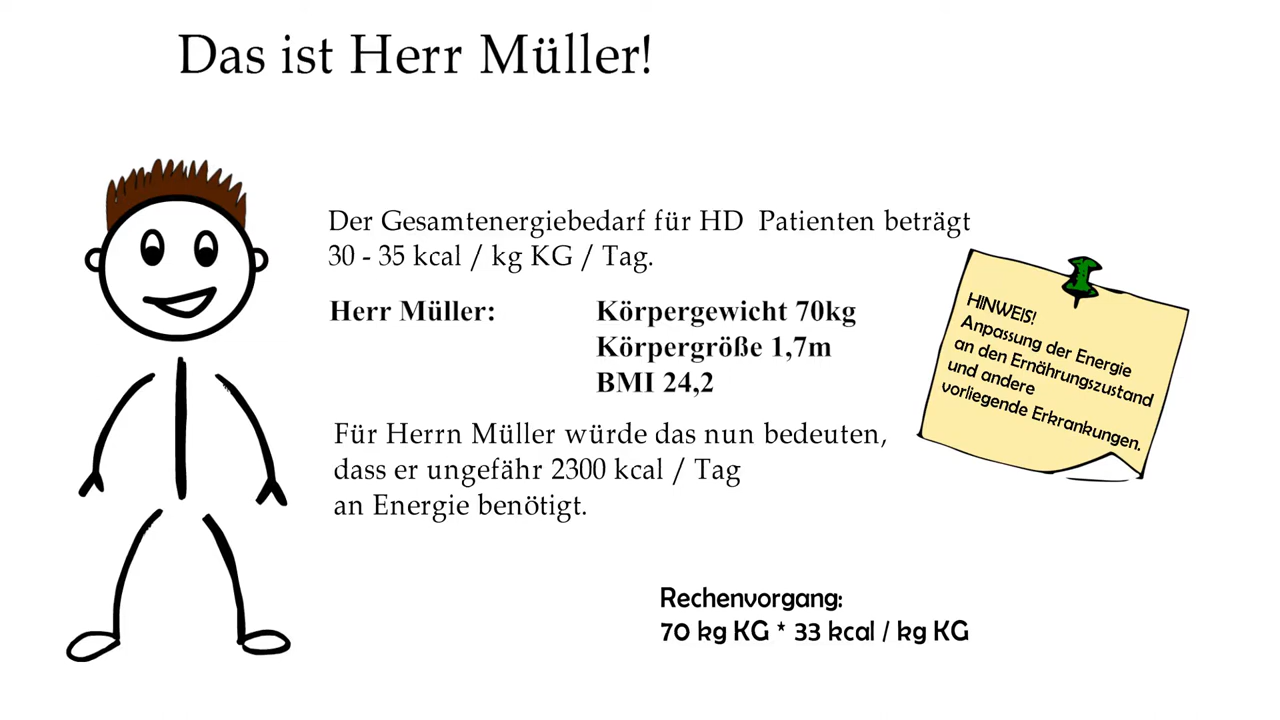 Das ist Herr Müller!
Der Gesamtenergiebedarf für HD Patienten beträgt
30 - 35 kcal / kg KG / Tag.
Herr Müller: Körpergewicht 70kg
Körpergröße 1,7m
BMI 24,2
Für Herrn Müller würde das nun bedeuten,
dass er ungefähr 2300 kcal / Tag
an Energie benötigt.
HINWEIS!
Anpassung der Energie
an den Ernährungszustand
und andere
vorliegende Erkrankungen.
Rechenvorgang:
70 kg KG * 33 kcal / kg KG